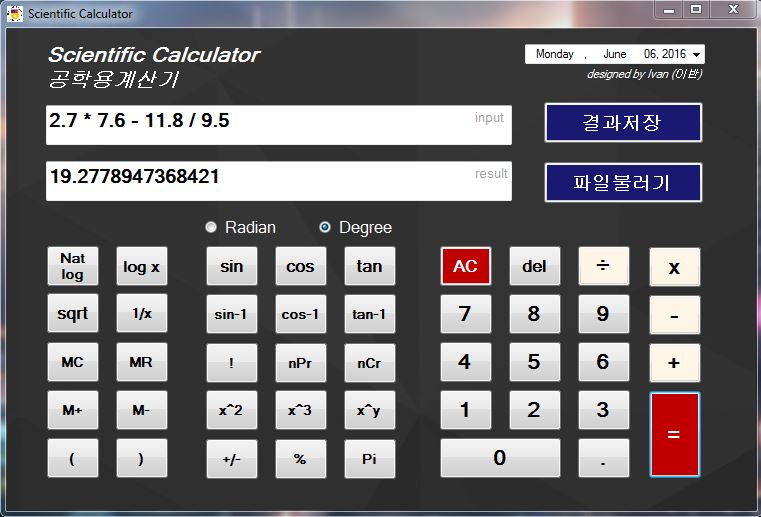 Scientific Calculator
Scientific Calculator
공학용계산기
Monday , June 06, 2016
designed by Ivan (이반)
2.7 * 7.6 - 11.8 / 9.5 input
결과저장
19.2778947368421 result
파일불러기
Radian Degree
Nat log log x sin cos tan AC del ÷ x
sqrt 1/x sin-1 cos-1 tan-1 7 8 9 -
MC MR ! nPr nCr 4 5 6 +
M+ M- x^2 x^3 x^y 1 2 3 =
( ) +/- % Pi 0 .